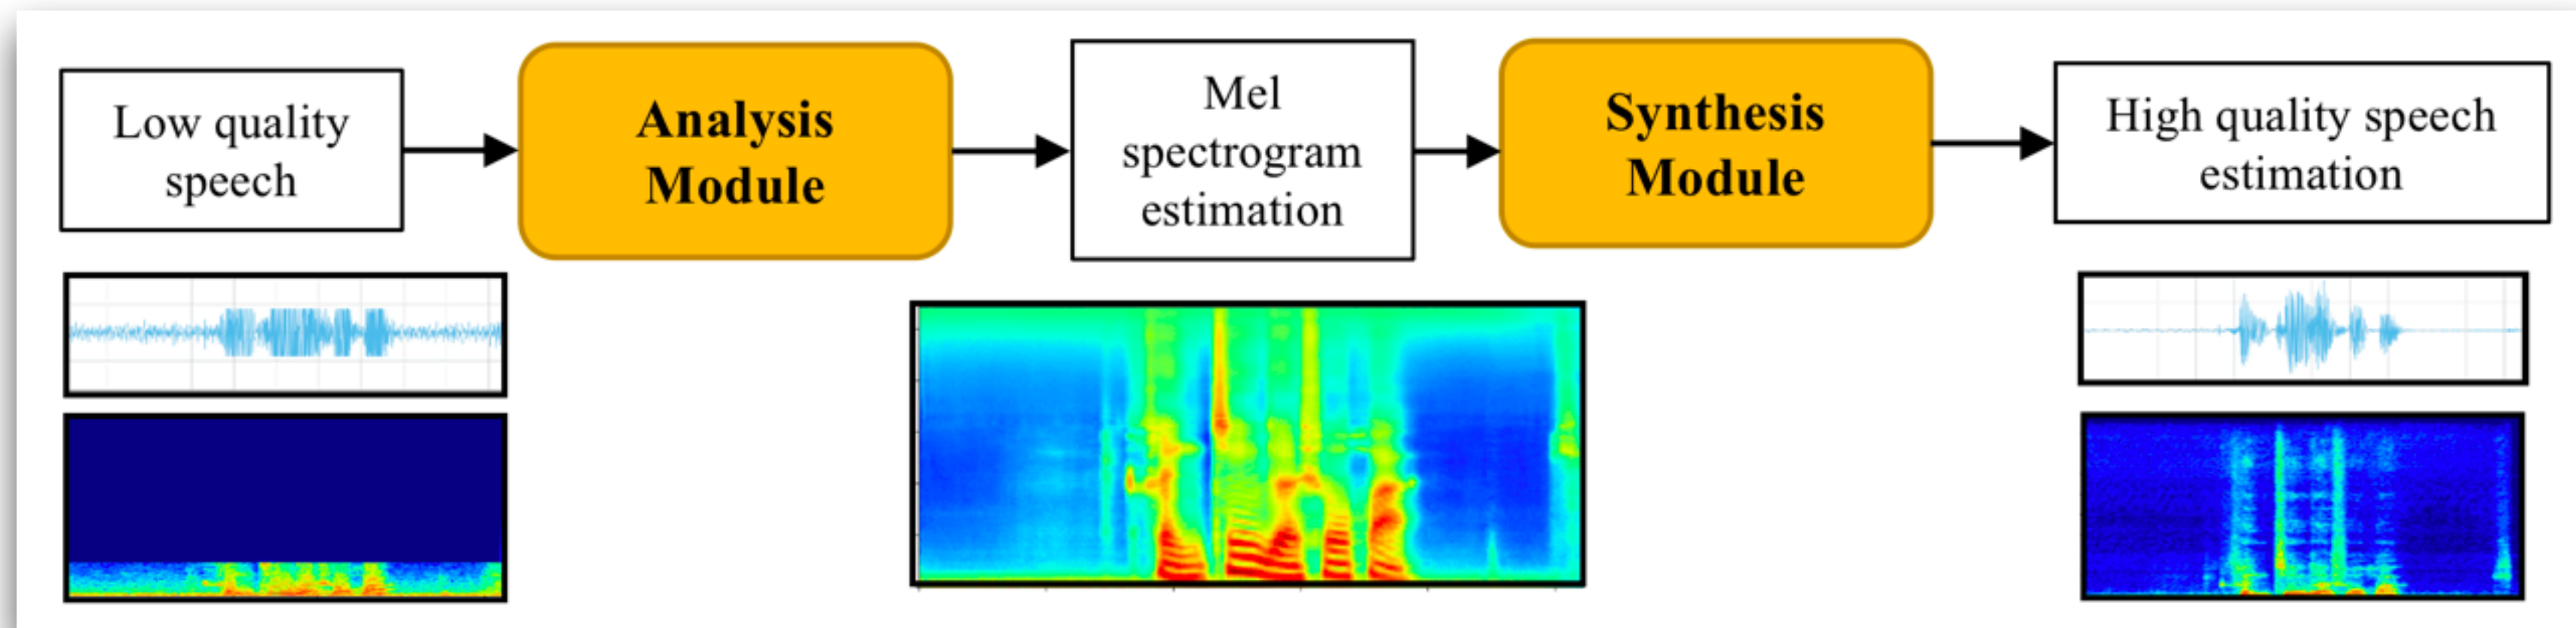 Low quality
speech
Analysis
Module
Mel
spectrogram
estimation
Synthesis
Module
High quality speech
estimation